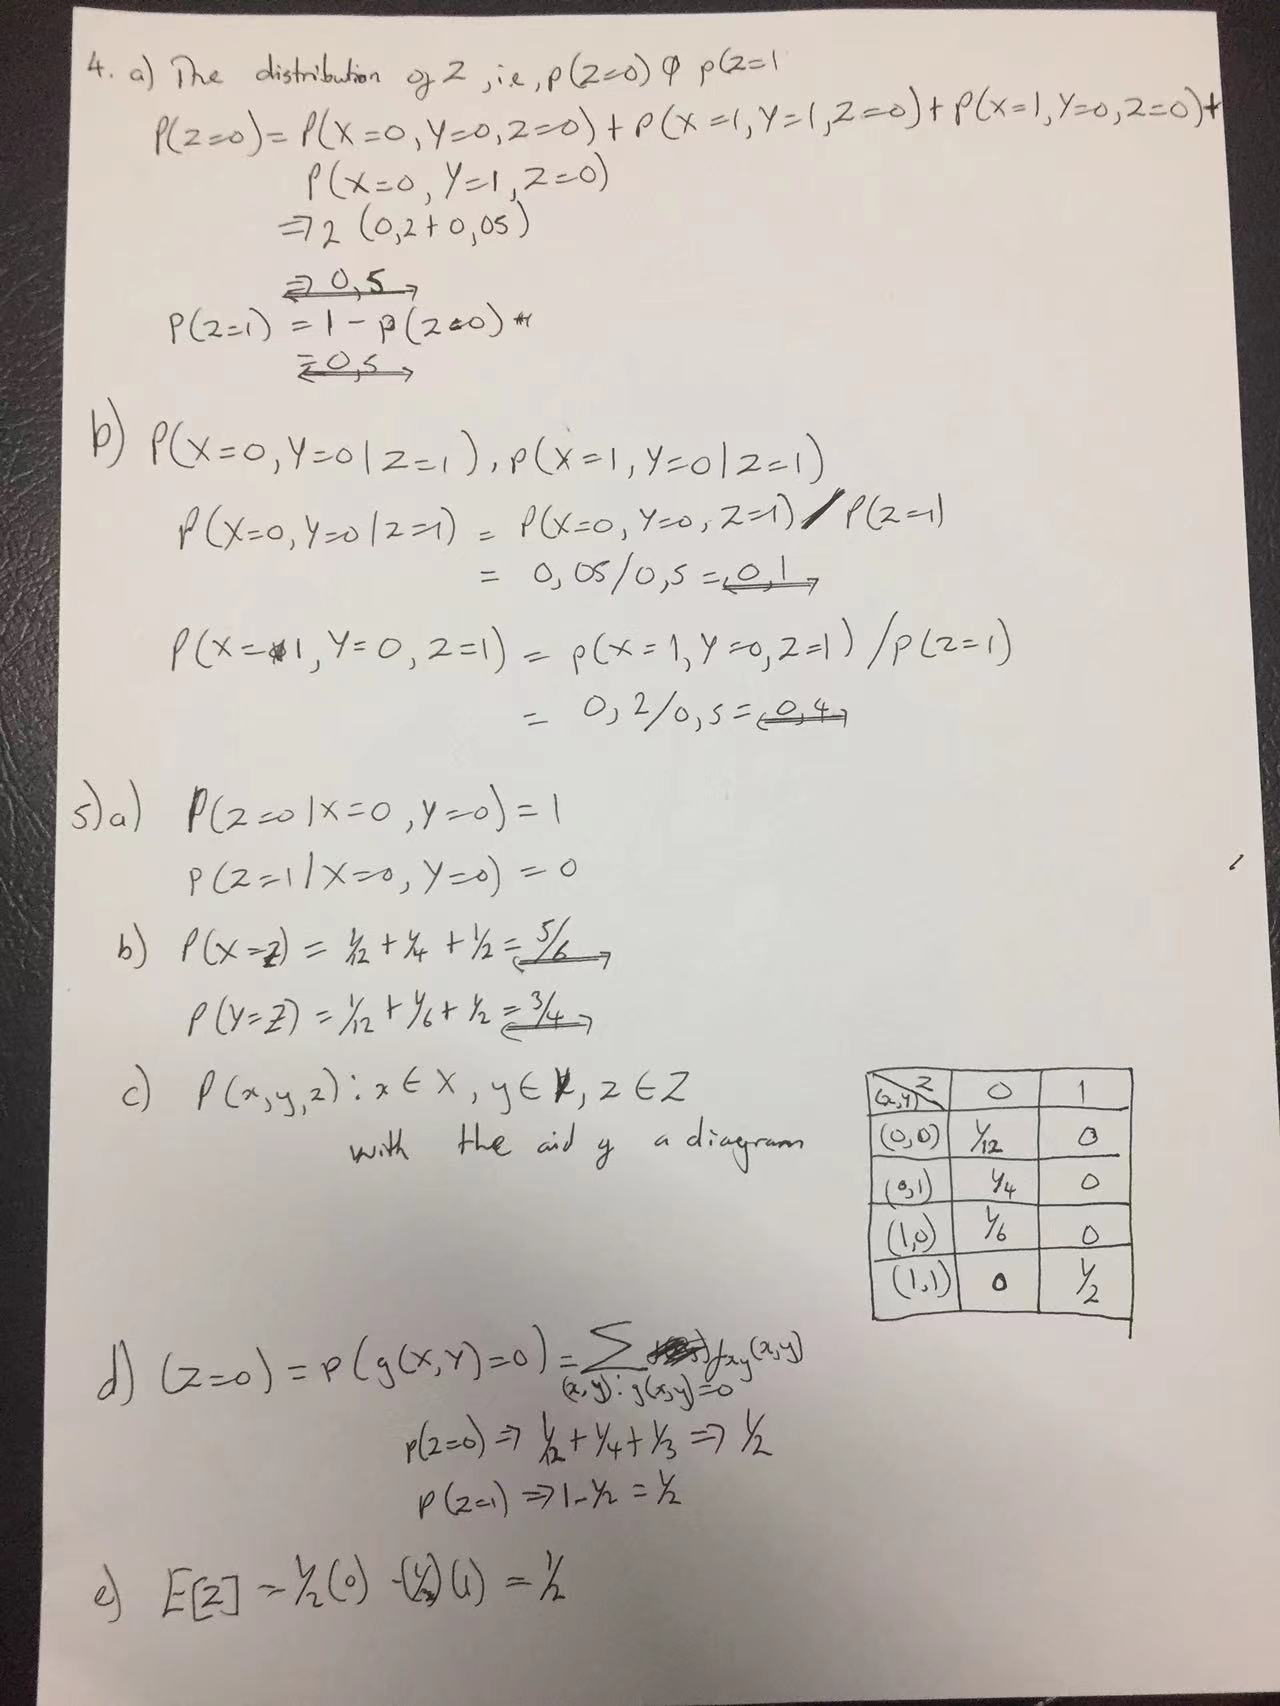 4. a) The distribution of Z, i.e, p(Z=0) & p(Z=1
P(Z=0) = P(X=0, Y=0, Z=0) + P(X=1, Y=1, Z=0) + P(X=1, Y=0, Z=0) +
P(X=0, Y=1, Z=0)
⇒ 2 (0,2 + 0,05)
⇒ 0,5
P(Z=1) = 1 - p(Z=0)
= 0,5
b) P(X=0, Y=0|Z=1), P(X=1, Y=0|Z=1)
P(X=0, Y=0|Z=1) = P(X=0, Y=0, Z=1) / P(Z=1)
= 0,05/0,5 = 0,1
P(X=1, Y=0, Z=1) = P(X=1, Y=0, Z=1) / P(Z=1)
= 0,2/0,5 = 0,4
5) a) P(Z=0|X=0, Y=0) = 1
P(Z=1|X=0, Y=0) = 0
b) P(X=Z) = 1/12 + 1/4 + 1/2 = 5/6
P(Y=Z) = 1/12 + 1/6 + 1/2 = 3/4
c) P(x,y,z) : x ∈ X, y ∈ Y, z ∈ Z
with the aid of a diagram
(x,y) Z 0 1
(0,0) 1/12 0
(0,1) 1/4 0
(1,0) 1/6 0
(1,1) 0 1/2
d) (Z=0) = P(g(X,Y)=0) = ∑ fxy(x,y)
(x,y) : g(x,y)=0
P(Z=0) ⇒ 1/12 + 1/4 + 1/3 ⇒ 1/2
P(Z=1) ⇒ 1 - 1/2 = 1/2
e) E[Z] = 1/2(0) + (1/2)(1) = 1/2